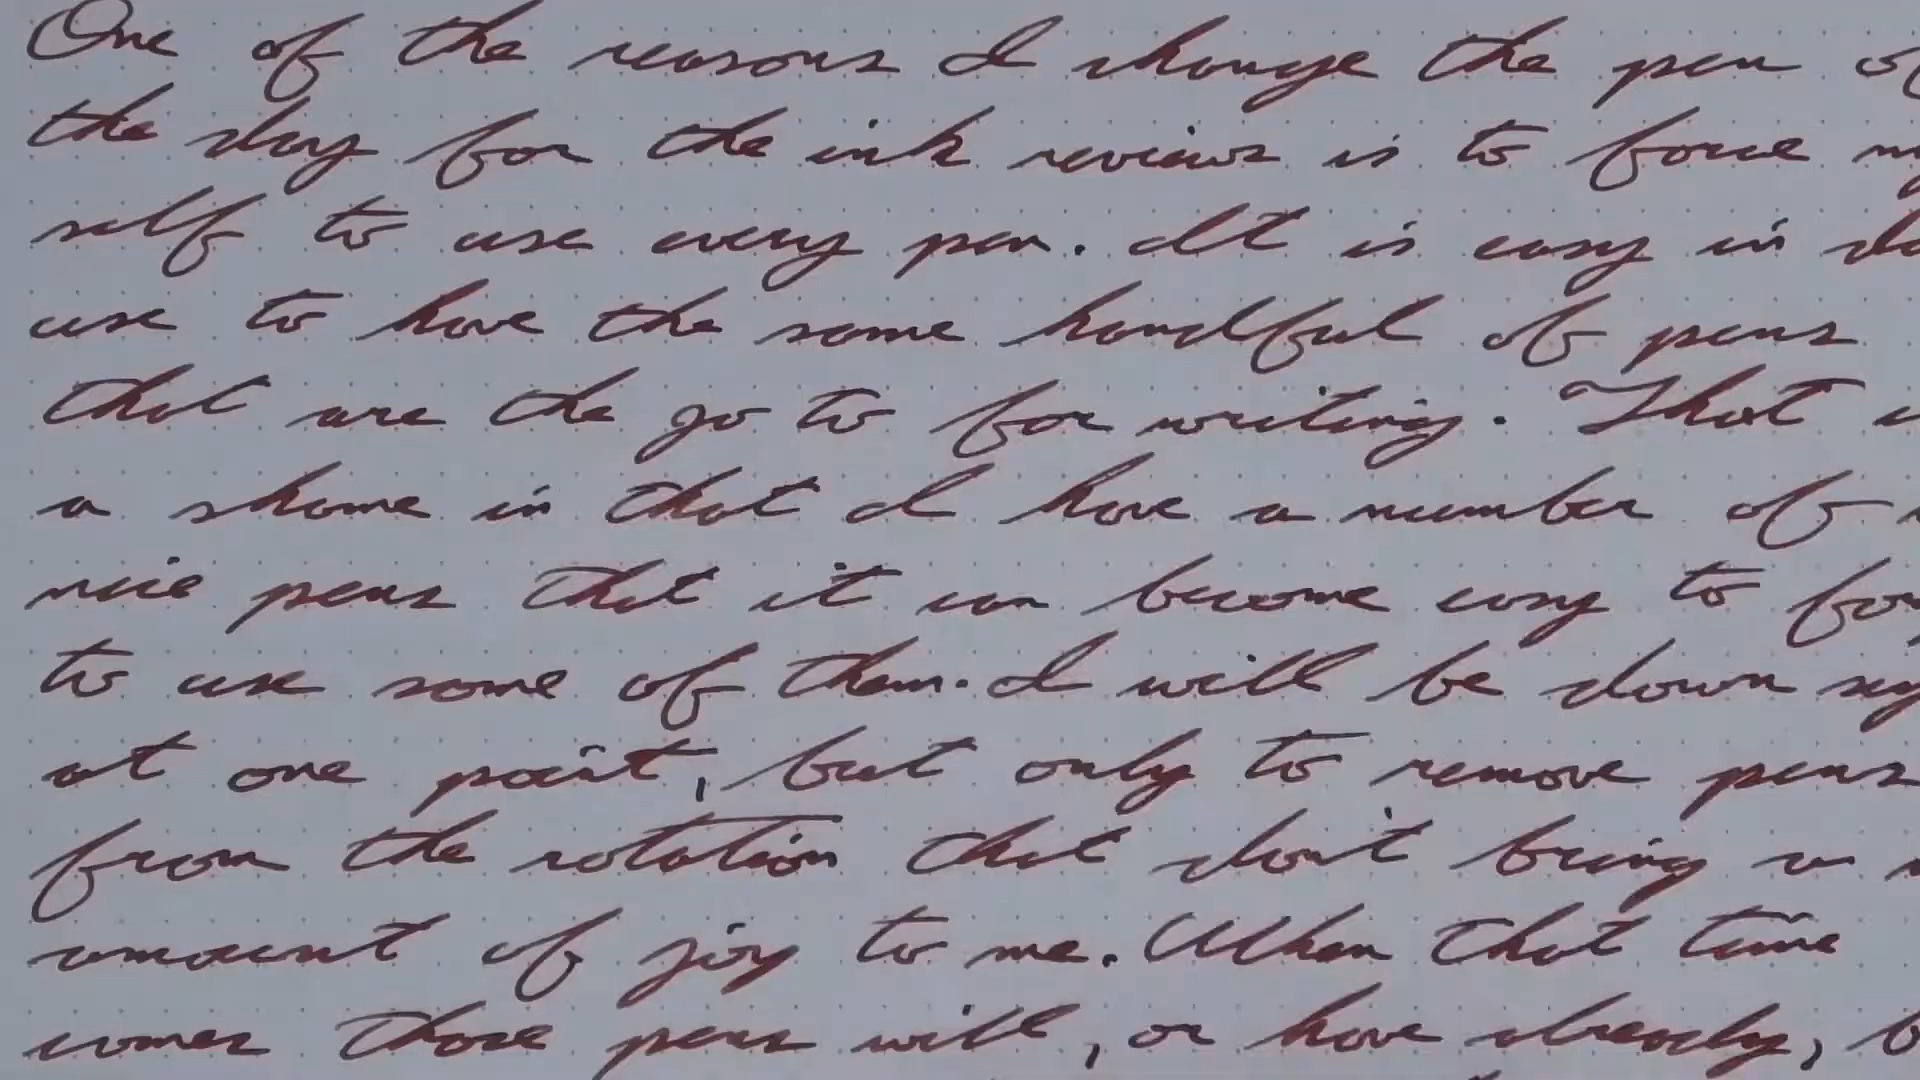 One of the reasons I change the pen of
the day for the ink reviews is to force my
self to use every pen. It is easy in
use to have the same handful of pens
that are the go to for writing. That
a shame in that I have a number of
nice pens that it can become easy to
to use some of them. I will be down
at one point, but only to remove pens
from the rotation that don't bring a
amount of joy to me. When that time
comes those pens will, or have already,